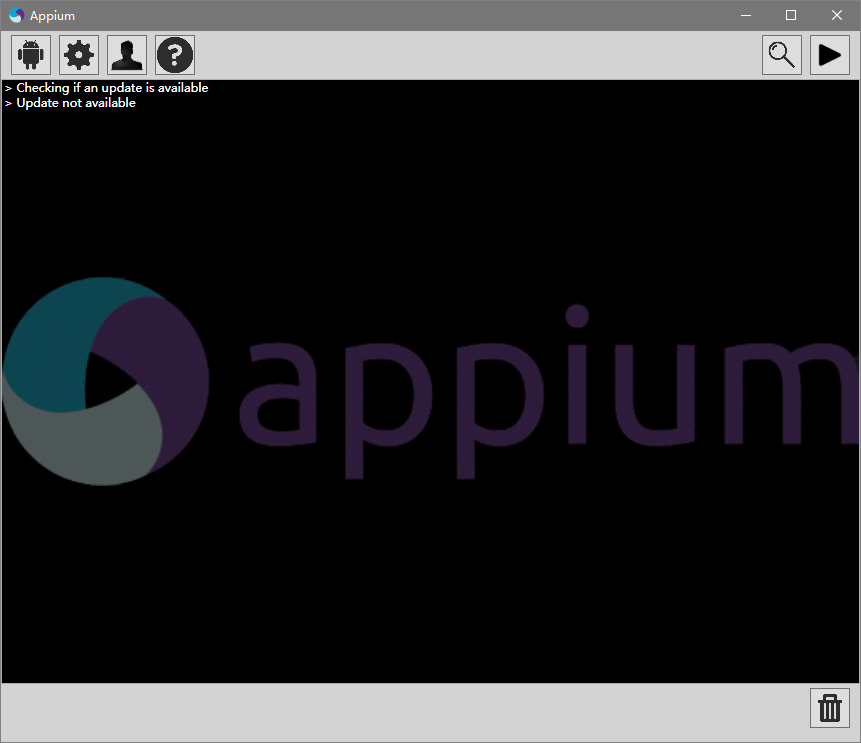 Appium
> Checking if an update is available
> Update not available
appium